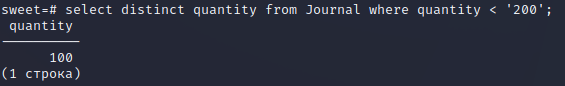 sweet=# select distinct quantity from Journal where quantity < '200';
quantity
----------
100
(1 строка)